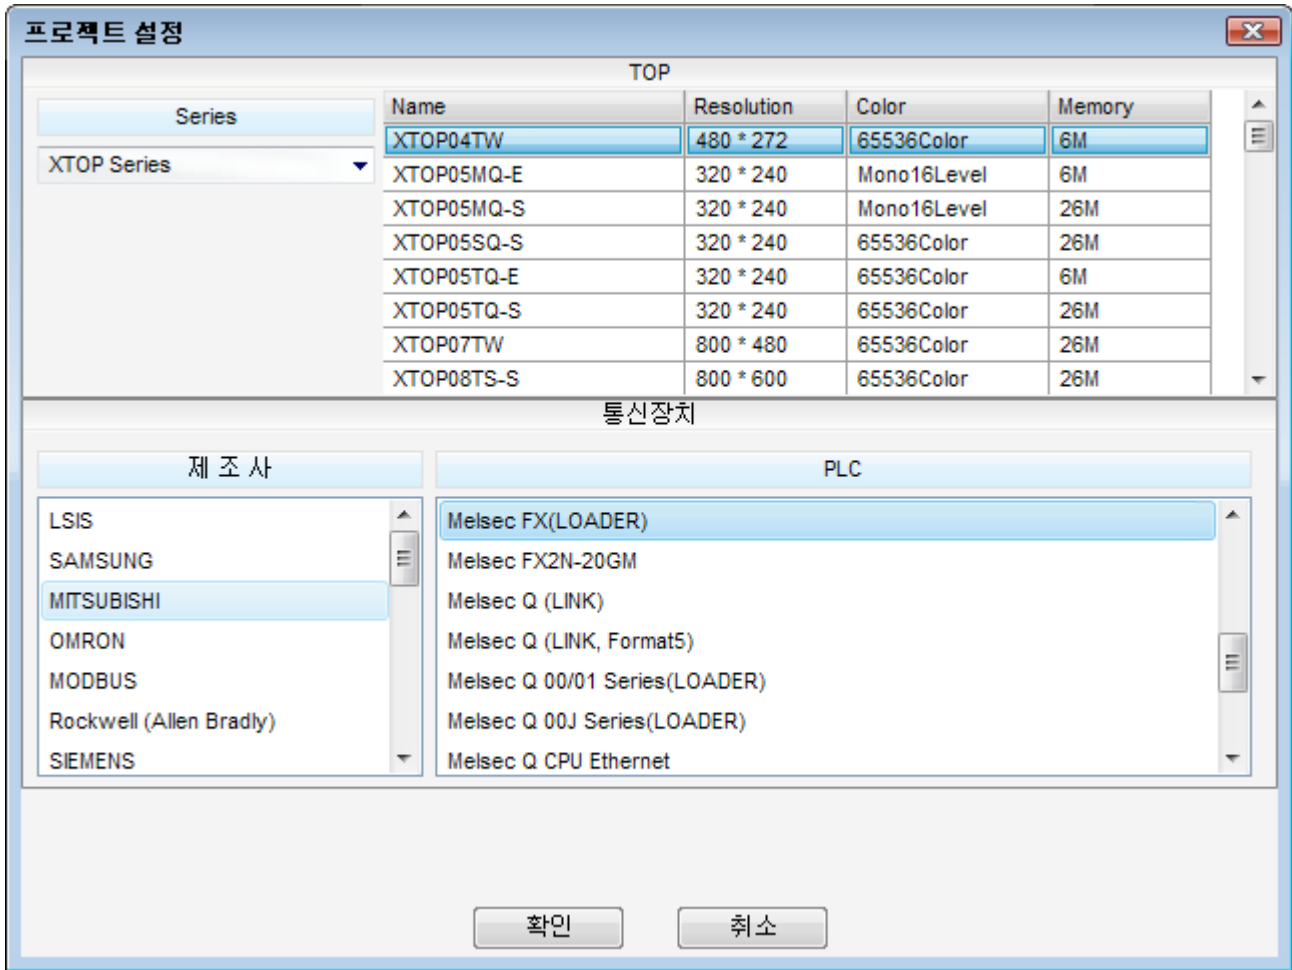 프로젝트 설정
TOP
Series
XTOP Series
Name Resolution Color Memory
XTOP04TW 480 * 272 65536Color 6M
XTOP05MQ-E 320 * 240 Mono16Level 6M
XTOP05MQ-S 320 * 240 Mono16Level 26M
XTOP05SQ-S 320 * 240 65536Color 26M
XTOP05TQ-E 320 * 240 65536Color 6M
XTOP05TQ-S 320 * 240 65536Color 26M
XTOP07TW 800 * 480 65536Color 26M
XTOP08TS-S 800 * 600 65536Color 26M
통신장치
제 조 사
LSIS
SAMSUNG
MITSUBISHI
OMRON
MODBUS
Rockwell (Allen Bradly)
SIEMENS
PLC
Melsec FX(LOADER)
Melsec FX2N-20GM
Melsec Q (LINK)
Melsec Q (LINK, Format5)
Melsec Q 00/01 Series(LOADER)
Melsec Q 00J Series(LOADER)
Melsec Q CPU Ethernet
확인 취소